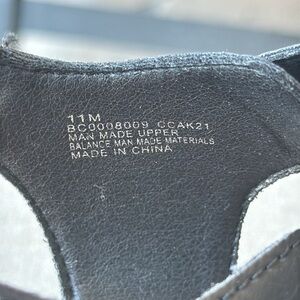 11M
BC0008009 CCAK21
MAN MADE UPPER
BALANCE MAN MADE MATERIALS
MADE IN CHINA